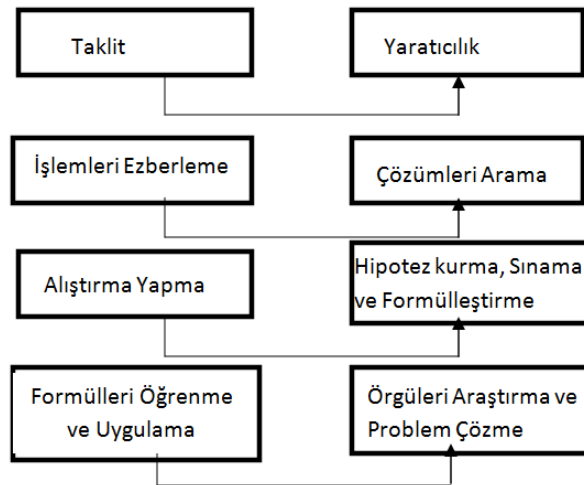 Taklit
Yaratıcılık
İşlemleri Ezberleme
Çözümleri Arama
Alıştırma Yapma
Hipotez kurma, Sınama
ve Formülleştirme
Formülleri Öğrenme
ve Uygulama
Örgüleri Araştırma ve
Problem Çözme